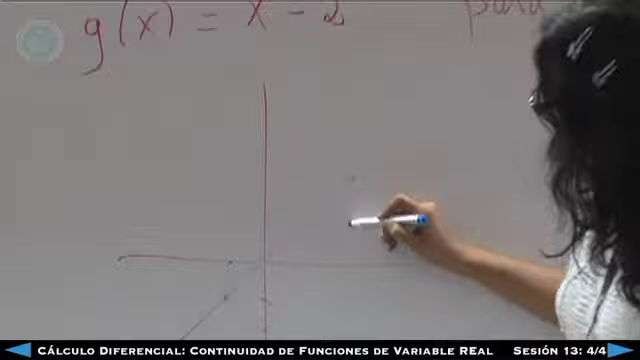 g(x) = x - 2 para
CÁLCULO DIFERENCIAL: CONTINUIDAD DE FUNCIONES DE VARIABLE REAL SESIÓN 13: 4/4